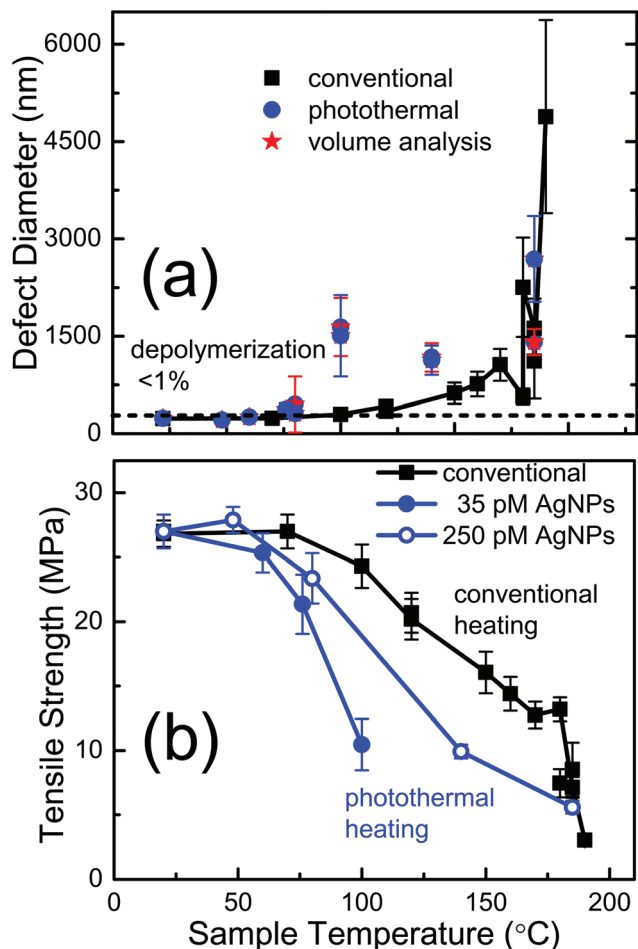 6000
4500
3000
1500
0
Defect Diameter (nm)
conventional
photothermal
volume analysis
(a)
depolymerization
<1%
30
20
10
0
Tensile Strength (MPa)
conventional
35 pM AgNPs
250 pM AgNPs
conventional
heating
(b)
photothermal
heating
0 50 100 150 200
Sample Temperature (°C)